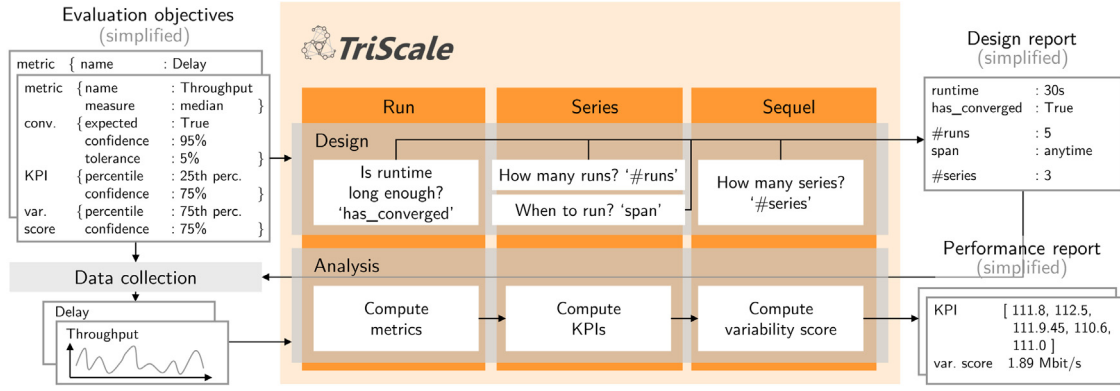 Evaluation objectives
(simplified)
metric { name : Delay
metric { name : Throughput
measure : median }
conv. { expected : True
confidence : 95%
tolerance : 5% }
KPI { percentile : 25th perc.
confidence : 75% }
var. { percentile : 75th perc.
score confidence : 75% }
Data collection
Delay
Throughput
TriScale
Run
Series
Sequel
Design
Is runtime
long enough?
‘has_converged’
How many runs? ‘#runs’
When to run? ‘span’
How many series?
‘#series’
Analysis
Compute
metrics
Compute
KPIs
Compute
variability score
Design report
(simplified)
runtime : 30s
has_converged : True
#runs : 5
span : anytime
#series : 3
Performance report
(simplified)
KPI [ 111.8, 112.5,
111.9.45, 110.6,
111.0 ]
var. score 1.89 Mbit/s